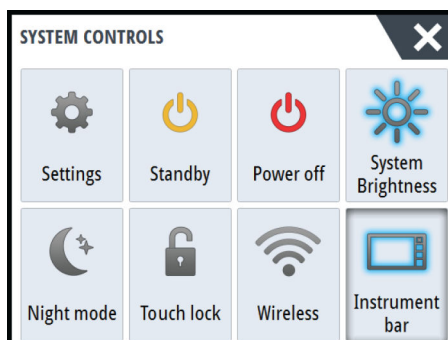 SYSTEM CONTROLS
Settings
Standby
Power off
System
Brightness
Night mode
Touch lock
Wireless
Instrument
bar